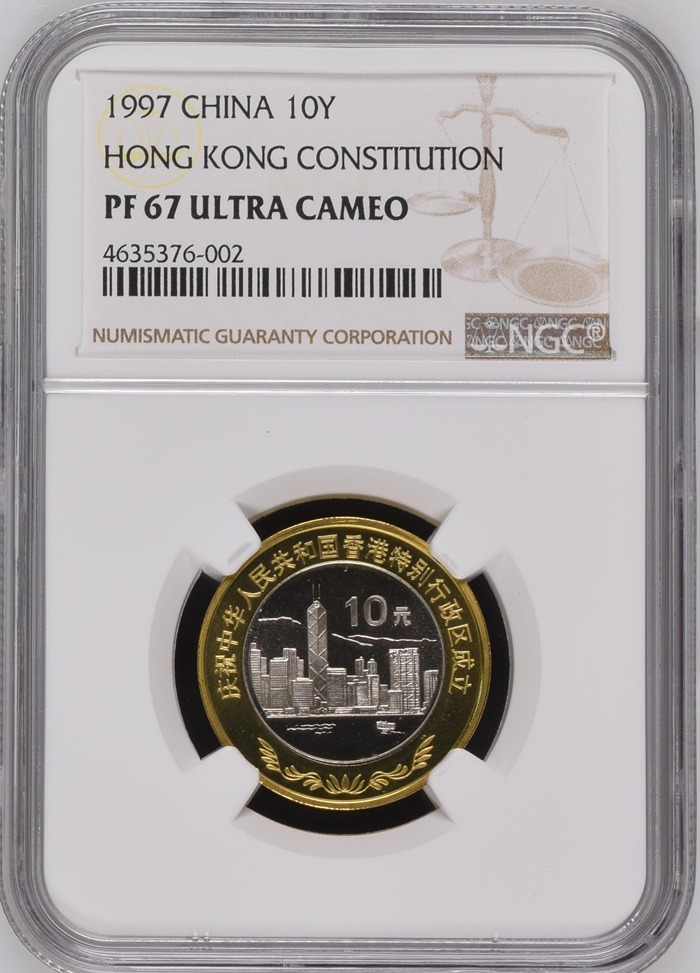 1997 CHINA 10Y
HONG KONG CONSTITUTION
PF 67 ULTRA CAMEO
4635376-002
NUMISMATIC GUARANTY CORPORATION
NGC®
庆祝中华人民共和国香港特别行政区成立
10元